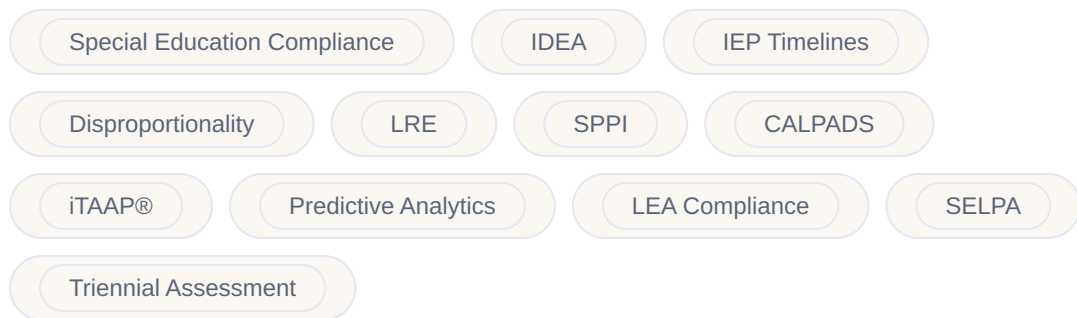 Special Education Compliance IDEA IEP Timelines
Disproportionality LRE SPPI CALPADS
iTAAP® Predictive Analytics LEA Compliance SELPA
Triennial Assessment